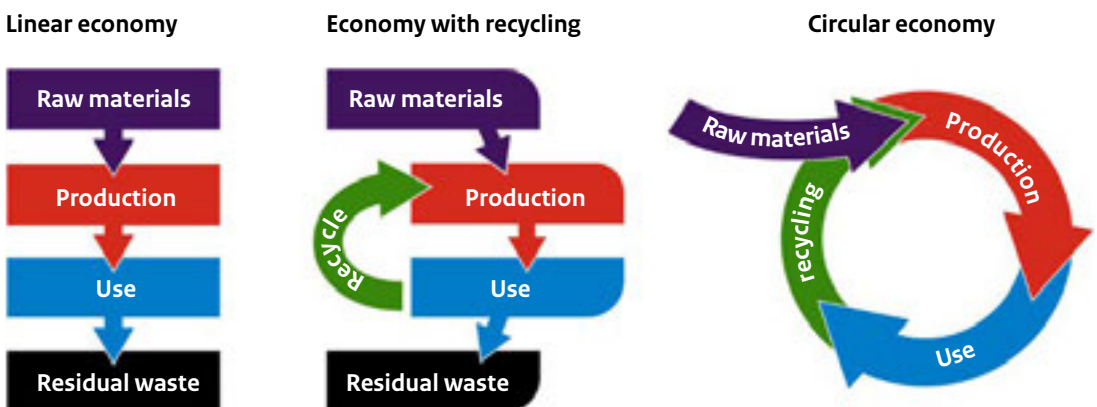 Linear economy
Raw materials
Production
Use
Residual waste
Economy with recycling
Raw materials
Production
Recycle
Use
Residual waste
Circular economy
Raw materials
Production
Use
recycling